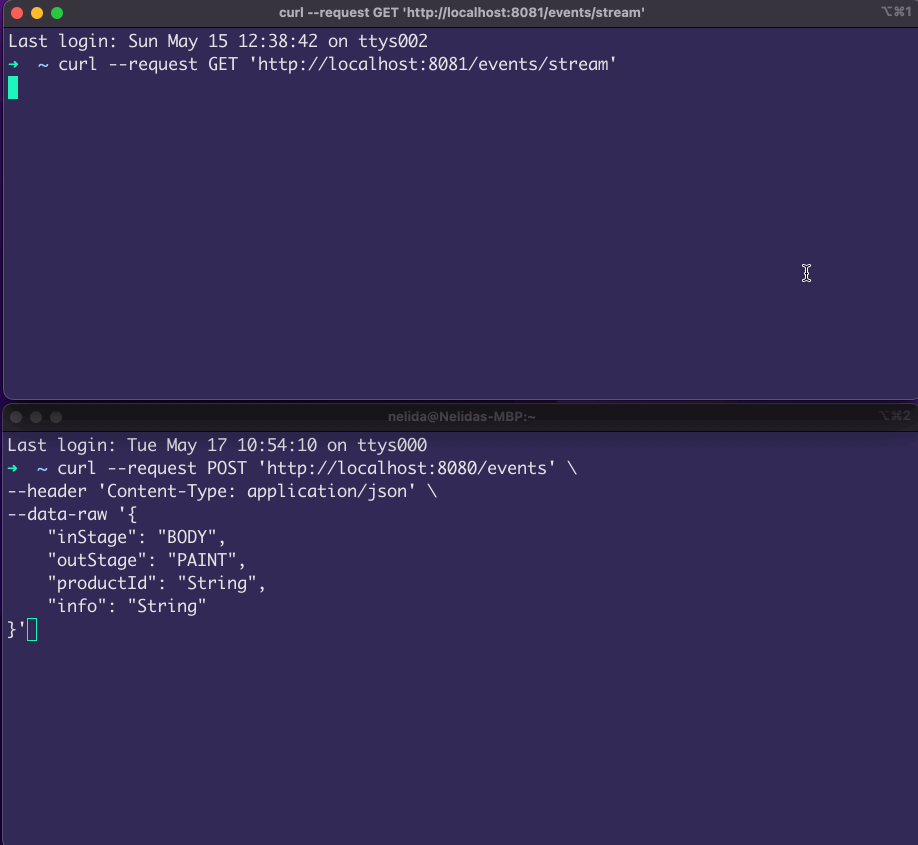 curl --request GET 'http://localhost:8081/events/stream'
⌥⌘1
Last login: Sun May 15 12:38:42 on ttys002
➜  ~ curl --request GET 'http://localhost:8081/events/stream'
nelida@Nelidas-MBP:~
⌥⌘2
Last login: Tue May 17 10:54:10 on ttys000
➜  ~ curl --request POST 'http://localhost:8080/events' \
--header 'Content-Type: application/json' \
--data-raw '{
    "inStage": "BODY",
    "outStage": "PAINT",
    "productId": "String",
    "info": "String"
}'